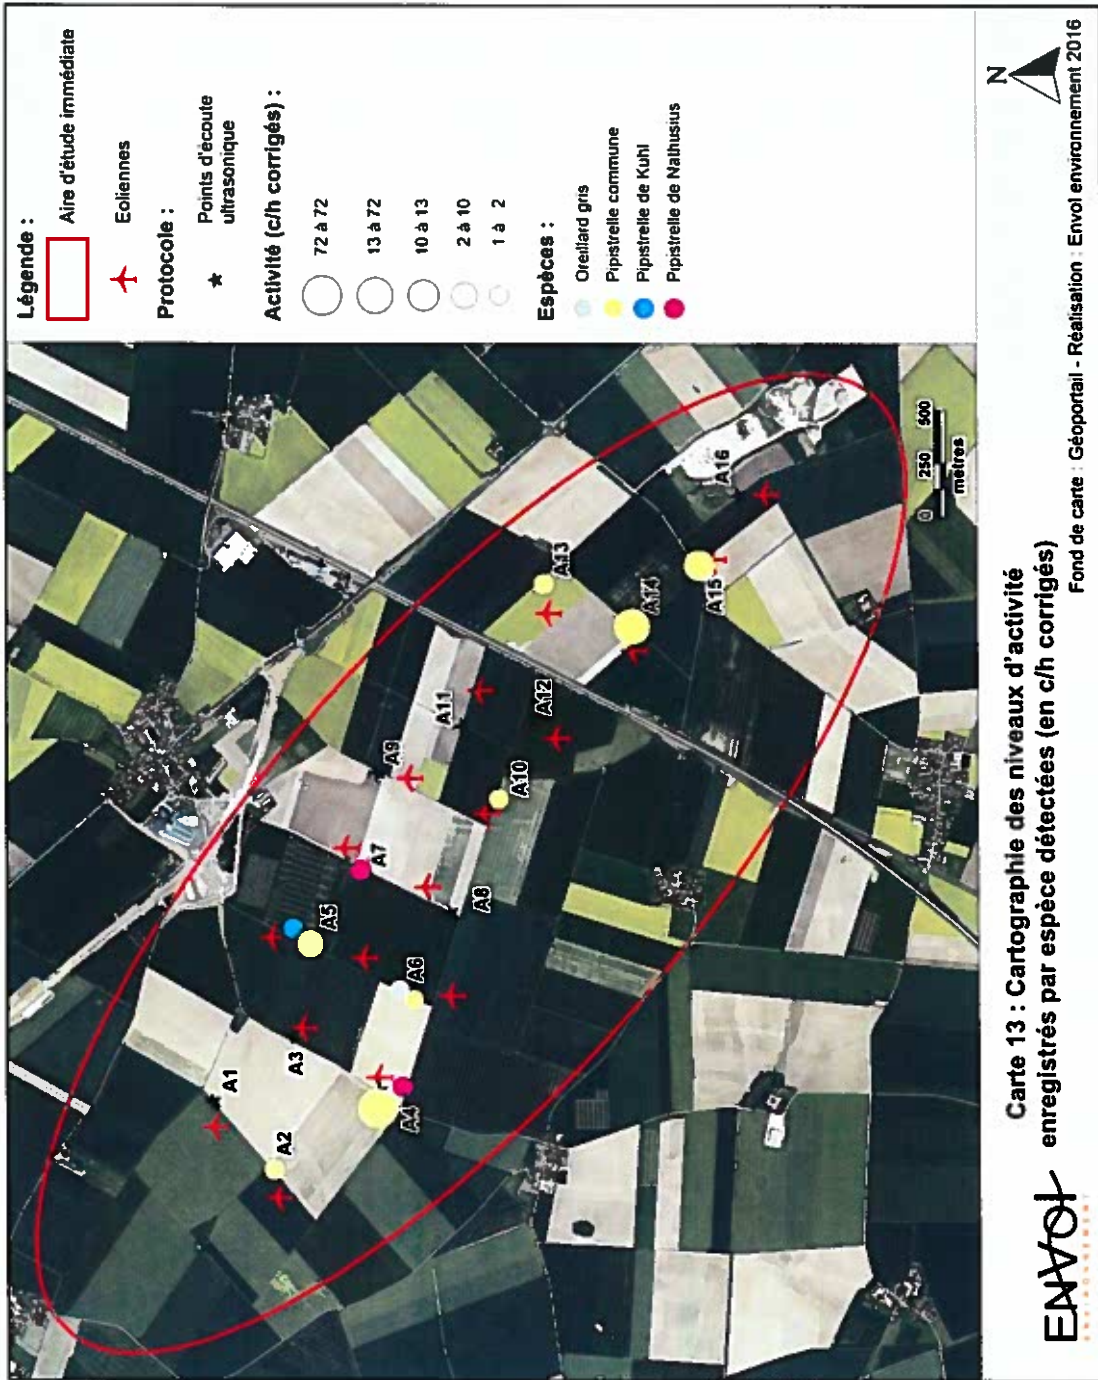 Légende :
Aire d'étude immédiate
Eoliennes
Protocole :
Points d'écoute
ultrasonique
Activité (c/h corrigés) :
72 à 72
13 à 72
10 à 13
2 à 10
1 à 2
Espèces :
Oreillard gris
Pipistrelle commune
Pipistrelle de Kuhl
Pipistrelle de Nathusius
A1
A2
A3
A4
A5
A6
A7
A8
A9
A10
A11
A12
A13
A14
A15
A16
0 250 500
mètres
N
ENVOL
ENVIRONNEMENT
Carte 13 : Cartographie des niveaux d'activité
enregistrés par espèce détectées (en c/h corrigés)
Fond de carte : Géoportail - Réalisation : Envol environnement 2016